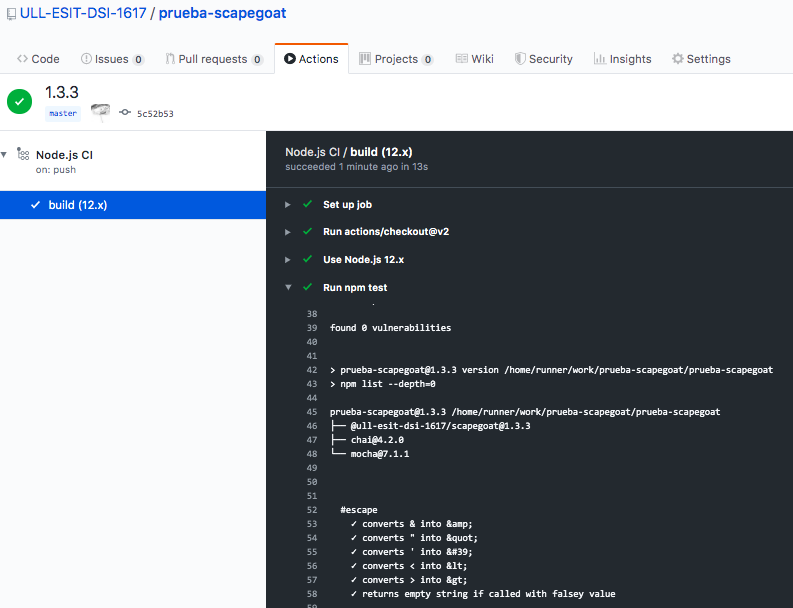 ULL-ESIT-DSI-1617 / prueba-scapegoat
Code Issues 0 Pull requests 0 Actions Projects 0 Wiki Security Insights Settings
1.3.3
master 5c52b53
Node.js CI
on: push
build (12.x)
Node.js CI / build (12.x)
succeeded 1 minute ago in 13s
Set up job
Run actions/checkout@v2
Use Node.js 12.x
Run npm test
38
39 found 0 vulnerabilities
40
41
42 > prueba-scapegoat@1.3.3 version /home/runner/work/prueba-scapegoat/prueba-scapegoat
43 > npm list --depth=0
44
45 prueba-scapegoat@1.3.3 /home/runner/work/prueba-scapegoat/prueba-scapegoat
46 ├── @ull-esit-dsi-1617/scapegoat@1.3.3
47 ├── chai@4.2.0
48 └── mocha@7.1.1
49
50
51
52 #escape
53 ✓ converts & into &amp;
54 ✓ converts " into &quot;
55 ✓ converts ' into &#39;
56 ✓ converts < into &lt;
57 ✓ converts > into &gt;
58 ✓ returns empty string if called with falsey value